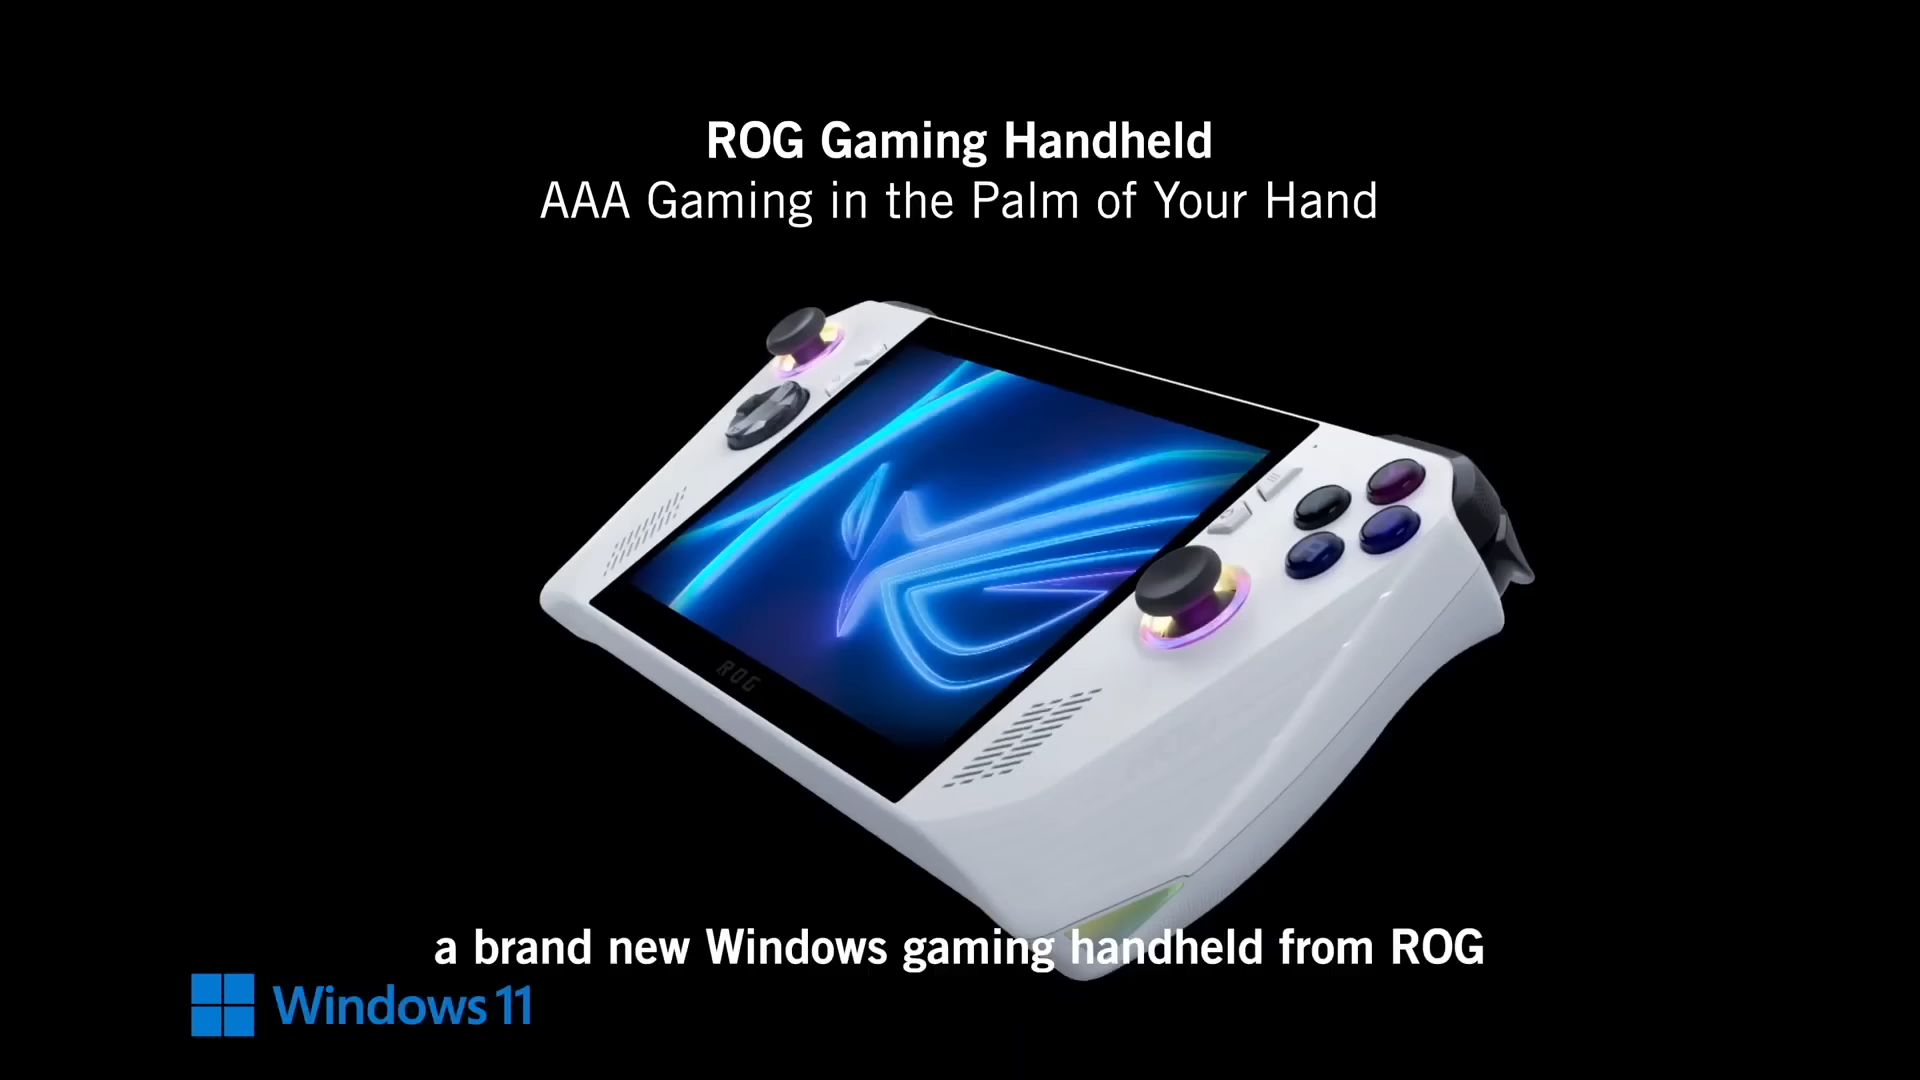 ROG Gaming Handheld
AAA Gaming in the Palm of Your Hand
ROG
a brand new Windows gaming handheld from ROG
Windows 11